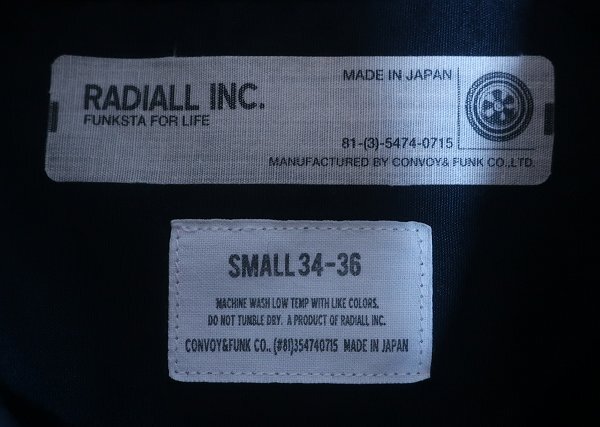 RADIALL INC.
FUNKSTA FOR LIFE
MADE IN JAPAN
81-(3)-5474-0715
MANUFACTURED BY CONVOY& FUNK CO.,LTD.
SMALL 34-36
MACHINE WASH LOW TEMP WITH LIKE COLORS.
DO NOT TUMBLE DRY. A PRODUCT OF RADIALL INC.
CONVOY&FUNK CO., (#81)354740715 MADE IN JAPAN